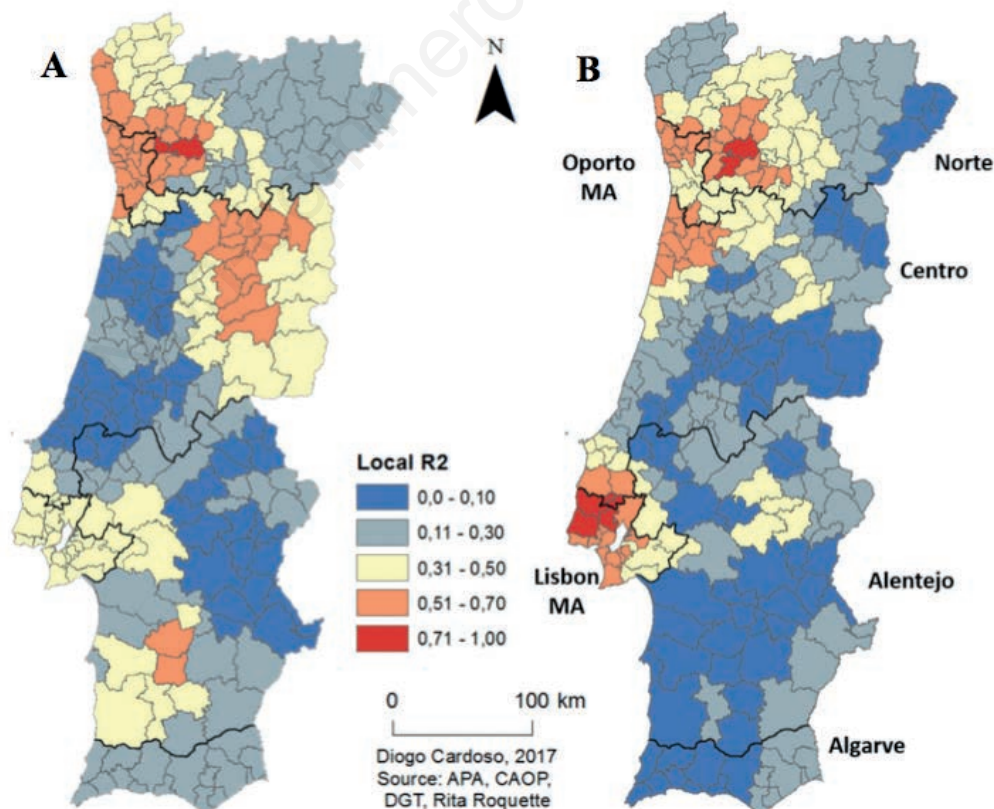 A
N
B
Oporto
MA
Norte
Centro
Local R2
0,0 - 0,10
0,11 - 0,30
0,31 - 0,50
0,51 - 0,70
0,71 - 1,00
Lisbon
MA
Alentejo
0 100 km
Diogo Cardoso, 2017
Source: APA, CAOP,
DGT, Rita Roquette
Algarve